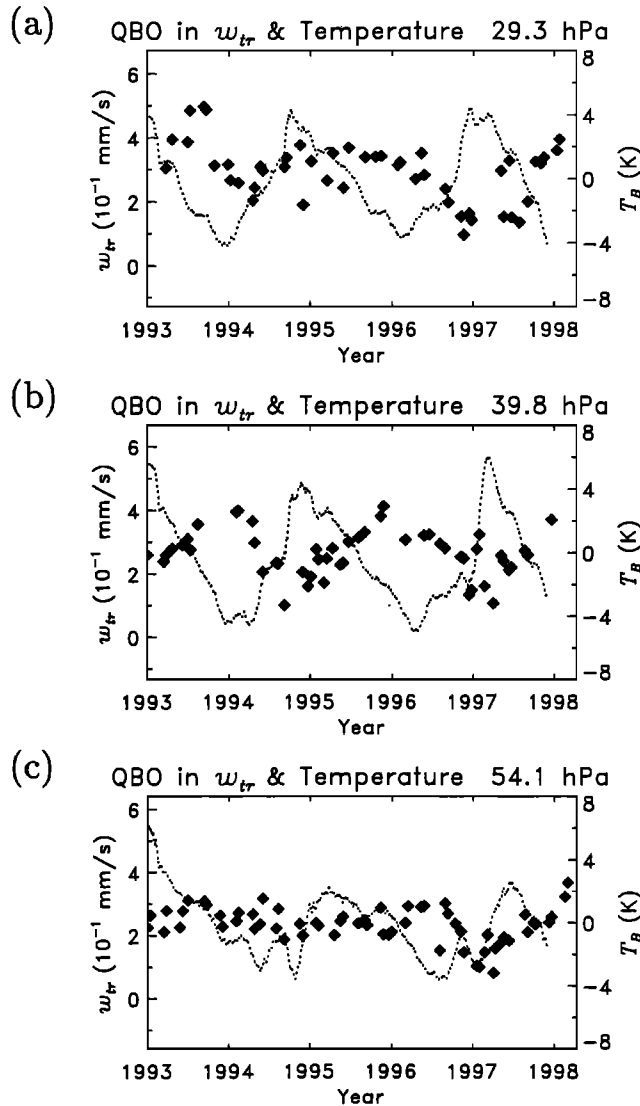 (a)
QBO in w_tr & Temperature 29.3 hPa
w_tr (10⁻¹ mm/s)
6
4
2
0
8
4
0
−4
−8
T_B (K)
1993 1994 1995 1996 1997 1998
Year
(b)
QBO in w_tr & Temperature 39.8 hPa
w_tr (10⁻¹ mm/s)
6
4
2
0
8
4
0
−4
−8
T_B (K)
1993 1994 1995 1996 1997 1998
Year
(c)
QBO in w_tr & Temperature 54.1 hPa
w_tr (10⁻¹ mm/s)
6
4
2
0
8
4
0
−4
−8
T_B (K)
1993 1994 1995 1996 1997 1998
Year